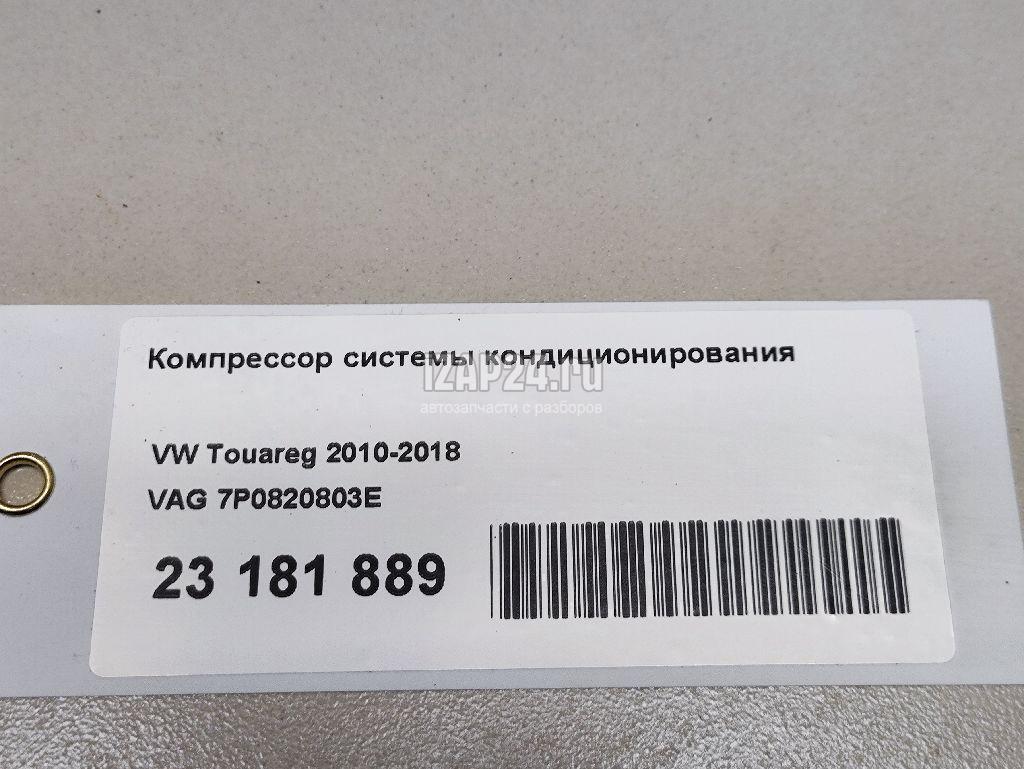 Компрессор системы кондиционирования
IZAP24.ru
автозапчасти с разборов
VW Touareg 2010-2018
VAG 7P0820803E
23 181 889